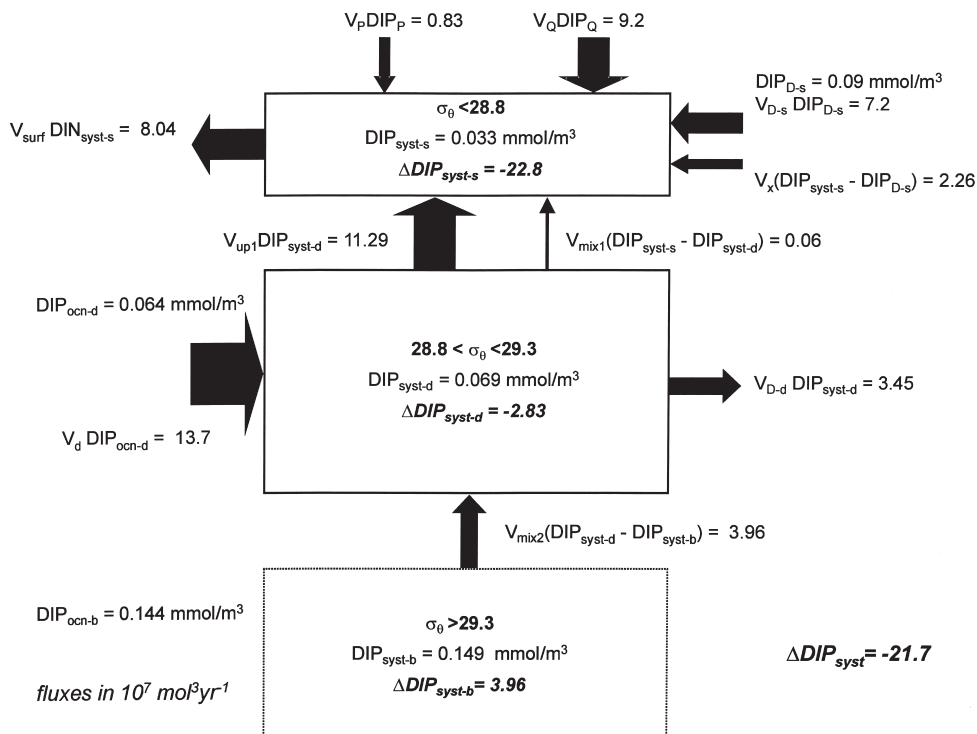 VₚDIPₚ = 0.83
V_QDIP_Q = 9.2
DIP_D-s = 0.09 mmol/m³
V_D-s DIP_D-s = 7.2
V_surf DIN_syst-s = 8.04
σ_θ <28.8
DIP_syst-s = 0.033 mmol/m³
ΔDIP_syst-s = -22.8
Vₓ(DIP_syst-s - DIP_D-s) = 2.26
V_up1DIP_syst-d = 11.29
V_mix1(DIP_syst-s - DIP_syst-d) = 0.06
DIP_ocn-d = 0.064 mmol/m³
28.8 < σ_θ <29.3
DIP_syst-d = 0.069 mmol/m³
ΔDIP_syst-d = -2.83
V_D-d DIP_syst-d = 3.45
V_d DIP_ocn-d = 13.7
V_mix2(DIP_syst-d - DIP_syst-b) = 3.96
DIP_ocn-b = 0.144 mmol/m³
σ_θ >29.3
DIP_syst-b = 0.149 mmol/m³
ΔDIP_syst-b= 3.96
ΔDIP_syst= -21.7
fluxes in 10⁷ mol³yr⁻¹